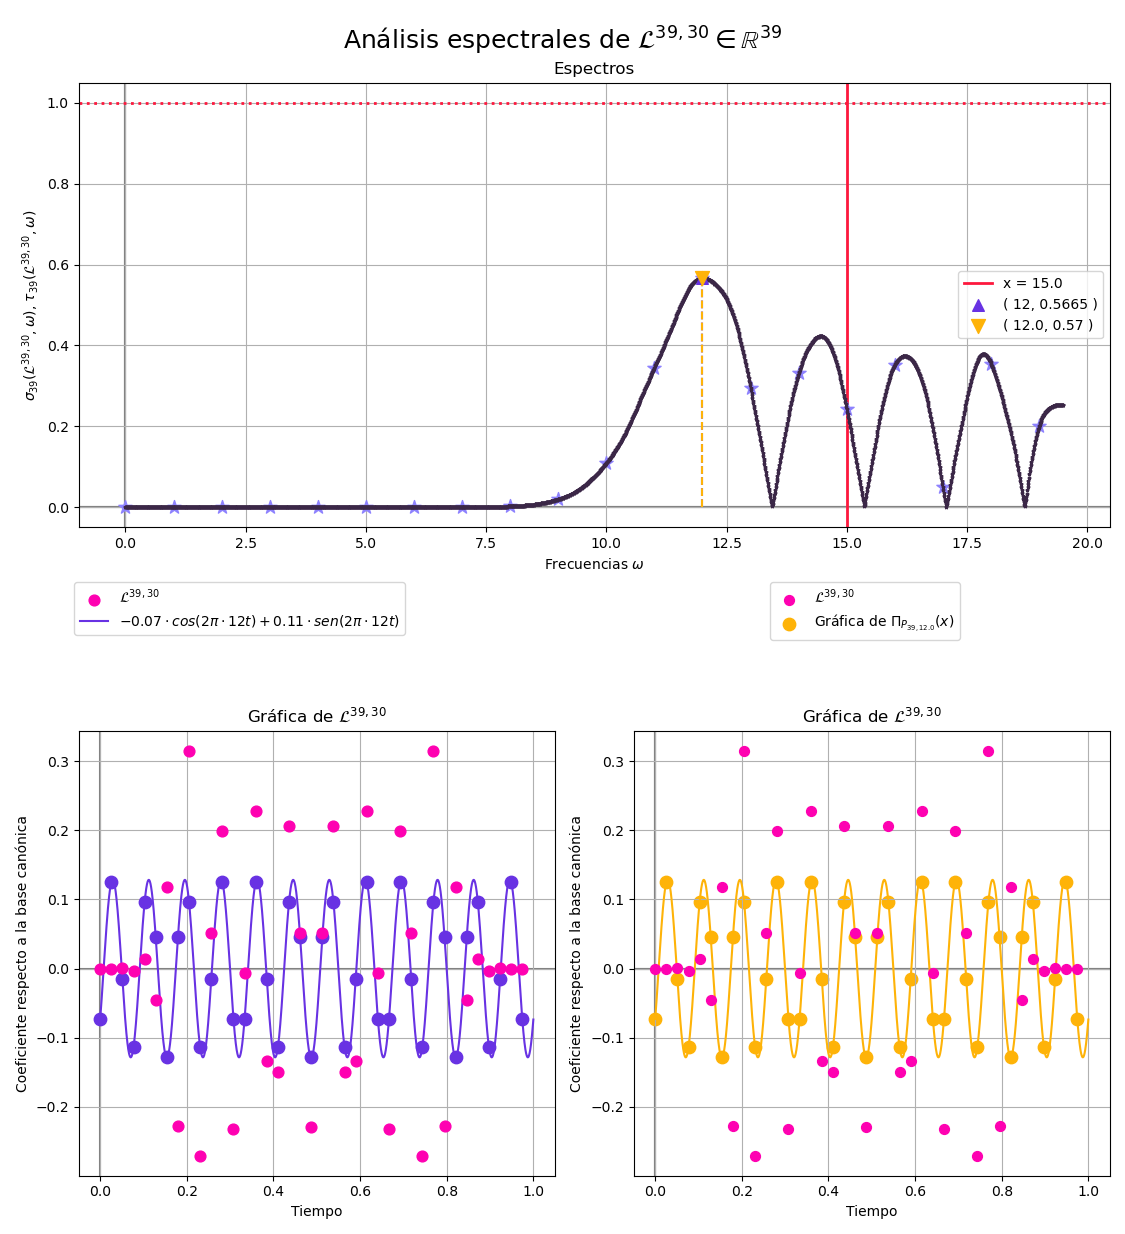 Análisis espectrales de $\mathcal{L}^{39,30} \in \mathbb{R}^{39}$
Espectros
1.0
0.8
0.6
0.4
0.2
0.0
$\sigma_{39}(\mathcal{L}^{39,30}, \omega), \tau_{39}(\mathcal{L}^{39,30}, \omega)$
x = 15.0
( 12, 0.5665 )
( 12.0, 0.57 )
0.0 2.5 5.0 7.5 10.0 12.5 15.0 17.5 20.0
Frecuencias ω
$\mathcal{L}^{39,30}$
$-0.07 \cdot cos(2\pi \cdot 12t) + 0.11 \cdot sen(2\pi \cdot 12t)$
$\mathcal{L}^{39,30}$
Gráfica de $\Pi_{P_{39,12.0}}(x)$
Gráfica de $\mathcal{L}^{39,30}$
0.3
0.2
0.1
0.0
−0.1
−0.2
Coeficiente respecto a la base canónica
0.0 0.2 0.4 0.6 0.8 1.0
Tiempo
Gráfica de $\mathcal{L}^{39,30}$
0.3
0.2
0.1
0.0
−0.1
−0.2
Coeficiente respecto a la base canónica
0.0 0.2 0.4 0.6 0.8 1.0
Tiempo